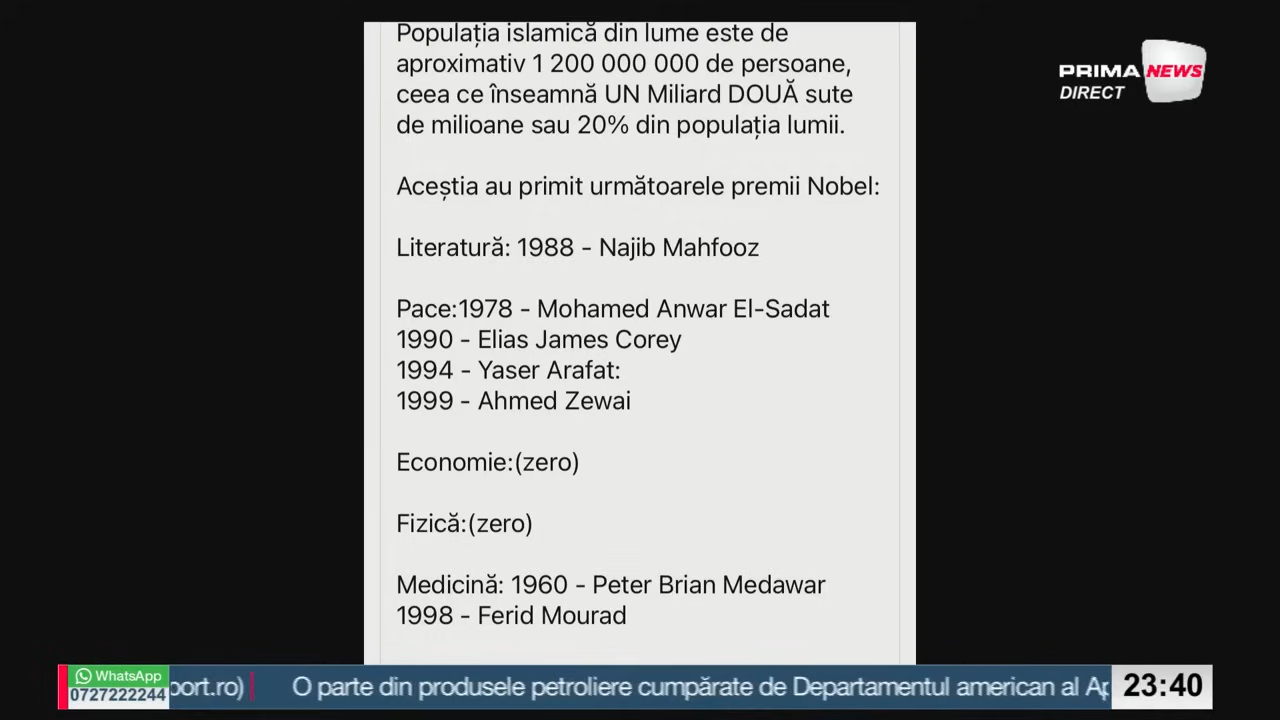 Populația islamică din lume este de
aproximativ 1 200 000 000 de persoane,
ceea ce înseamnă UN Miliard DOUĂ sute
de milioane sau 20% din populația lumii.
Aceștia au primit următoarele premii Nobel:
Literatură: 1988 - Najib Mahfooz
Pace:1978 - Mohamed Anwar El-Sadat
1990 - Elias James Corey
1994 - Yaser Arafat:
1999 - Ahmed Zewai
Economie:(zero)
Fizică:(zero)
Medicină: 1960 - Peter Brian Medawar
1998 - Ferid Mourad
PRIMA NEWS
DIRECT
WhatsApp
0727222244
port.ro) O parte din produsele petroliere cumpărate de Departamentul american al Ap
23:40